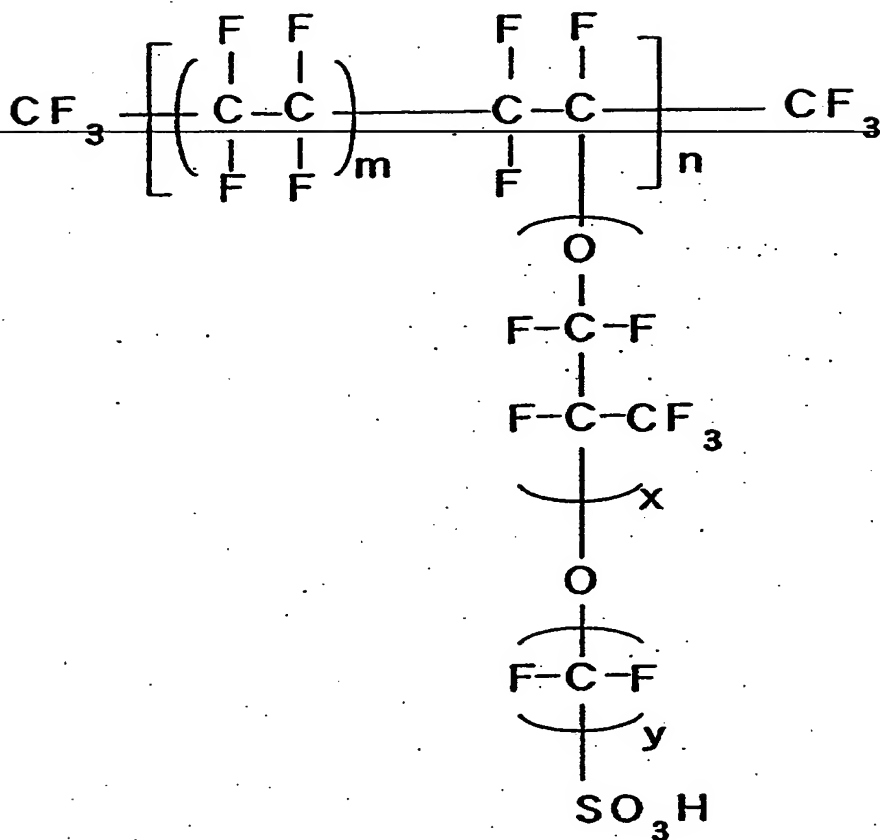 F F F F
CF3 [ ( C–C )m C–C ]n CF3
F F F
O
F–C–F
F–C–CF3
x
O
F–C–F
y
SO3H